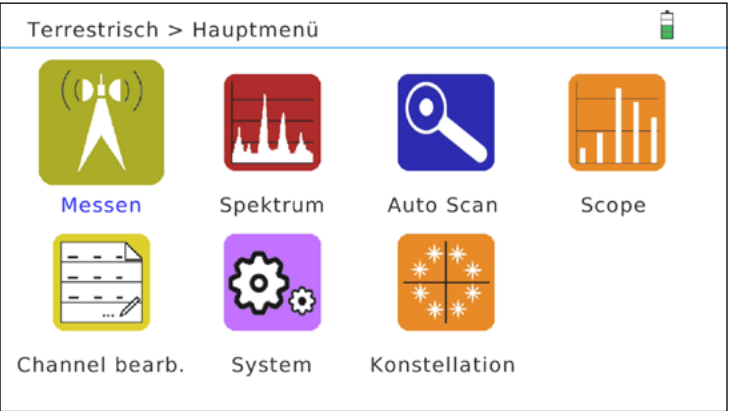 Terrestrisch > Hauptmenü
Messen Spektrum Auto Scan Scope
Channel bearb. System Konstellation